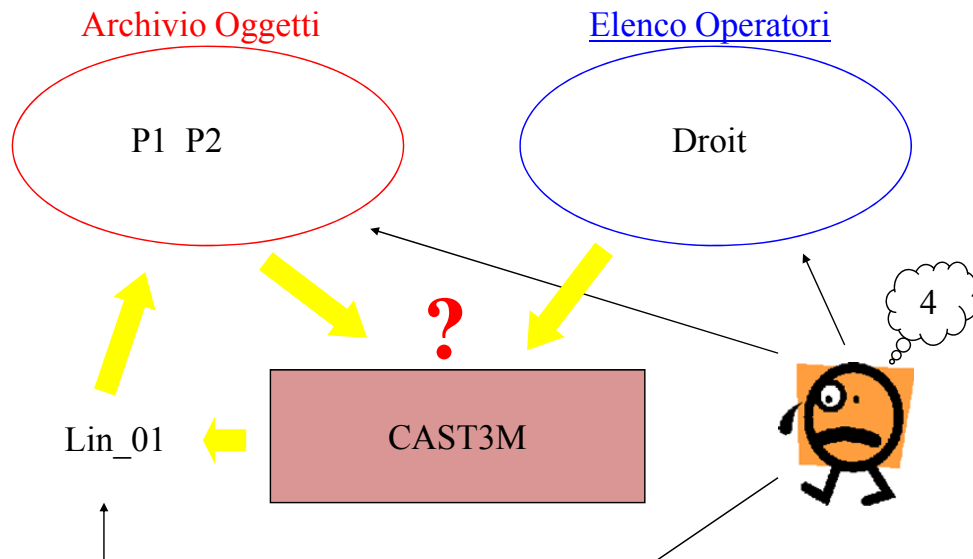 Archivio Oggetti
Elenco Operatori
P1 P2
Droit
4
?
Lin_01
CAST3M